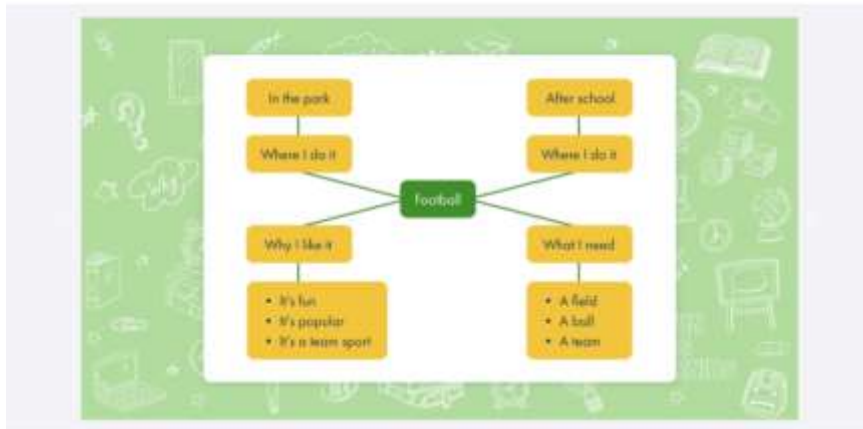 In the park
After school
Where I do it
Where I do it
Football
Why I like it
What I need
• It's fun
• It's popular
• It's a team sport
• A field
• A ball
• A team
why